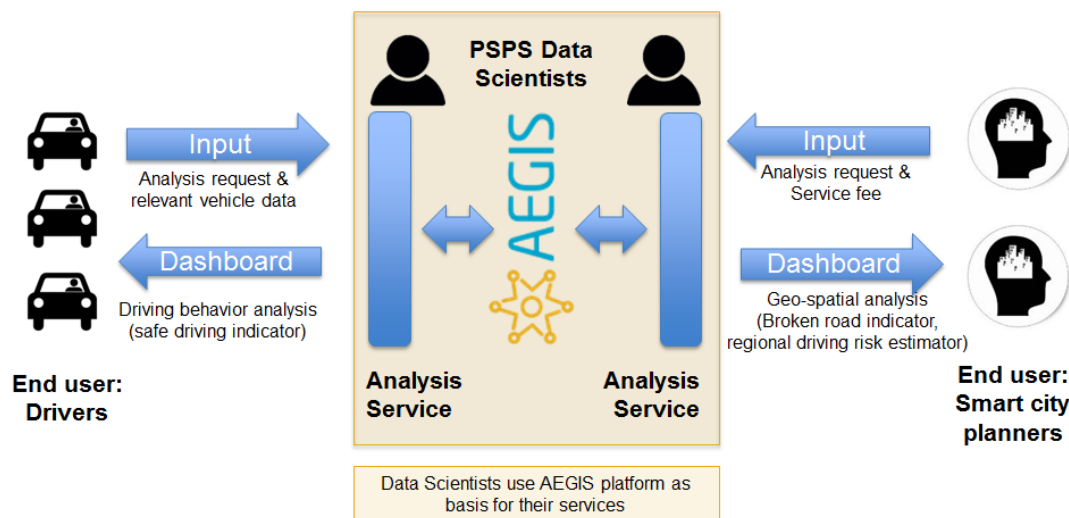 PSPS Data
Scientists
Input
Analysis request &
relevant vehicle data
Dashboard
Driving behavior analysis
(safe driving indicator)
End user:
Drivers
AEGIS
Analysis
Service
Analysis
Service
Input
Analysis request &
Service fee
Dashboard
Geo-spatial analysis
(Broken road indicator,
regional driving risk estimator)
End user:
Smart city
planners
Data Scientists use AEGIS platform as
basis for their services